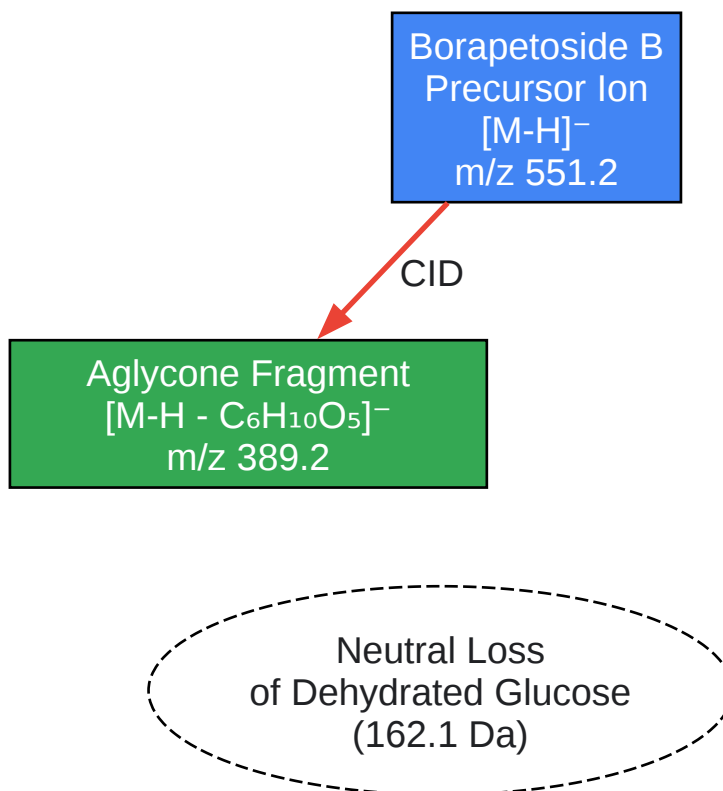 Borapetoside B
Precursor Ion
[M-H]⁻
m/z 551.2
CID
Aglycone Fragment
[M-H - C₆H₁₀O₅]⁻
m/z 389.2
Neutral Loss
of Dehydrated Glucose
(162.1 Da)